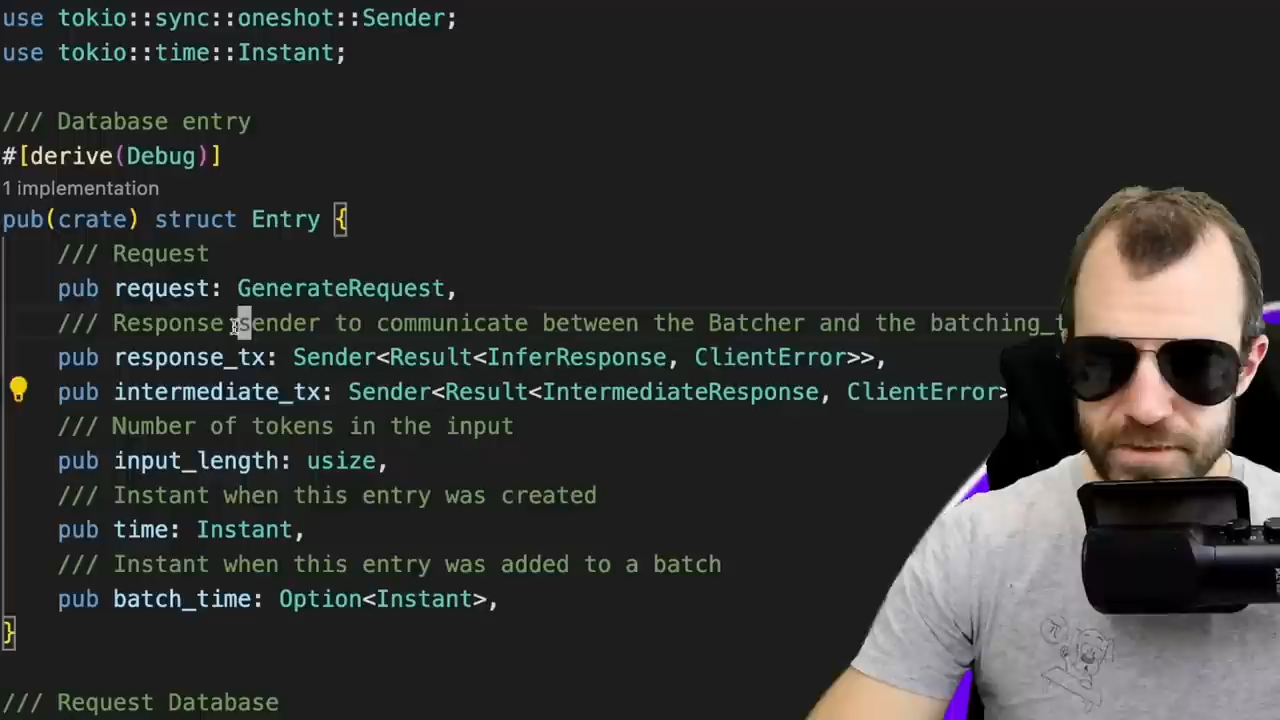 use tokio::sync::oneshot::Sender;
use tokio::time::Instant;
/// Database entry
#[derive(Debug)]
1 implementation
pub(crate) struct Entry {
/// Request
pub request: GenerateRequest,
/// Response sender to communicate between the Batcher and the batching_t
pub response_tx: Sender<Result<InferResponse, ClientError>>,
pub intermediate_tx: Sender<Result<IntermediateResponse, ClientError>
/// Number of tokens in the input
pub input_length: usize,
/// Instant when this entry was created
pub time: Instant,
/// Instant when this entry was added to a batch
pub batch_time: Option<Instant>,
}
/// Request Database